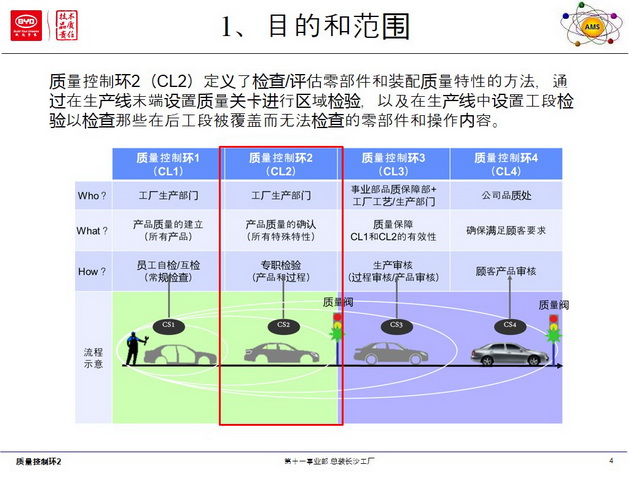 BYD
技术
品质
责任
1、目的和范围
AMS
质量控制环2（CL2）定义了检查/评估零部件和装配质量特性的方法，通
过在生产线末端设置质量关卡进行区域检验，以及在生产线中设置工段检
验以检查那些在后工段被覆盖而无法检查的零部件和操作内容。
质量控制环1 质量控制环2 质量控制环3 质量控制环4
（CL1） （CL2） （CL3） （CL4）
Who？ 工厂生产部门 工厂生产部门 事业部品质保障部+
工厂工艺/生产部门 公司品质处
What？ 产品质量的建立
（所有产品） 产品质量的确认
（所有特殊特性） 质量保障
CL1和CL2的有效性 确保满足顾客要求
How？ 员工自检/互检
（常规检查） 专职检验
（产品和过程） 生产审核
（过程审核/产品审核） 顾客产品审核
质量阀 质量阀
CS1 CS2 CS3 CS4
流程
示意
质量控制环2 第十一事业部 总装长沙工厂 4